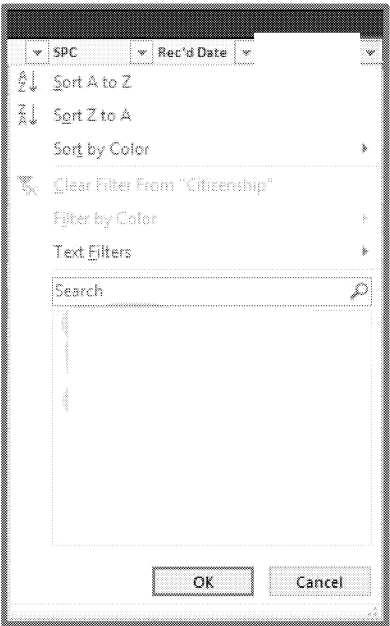 SPC Rec'd Date
Sort A to Z
Sort Z to A
Sort by Color
Clear Filter From "Citizenship"
Filter by Color
Text Filters
Search
OK Cancel